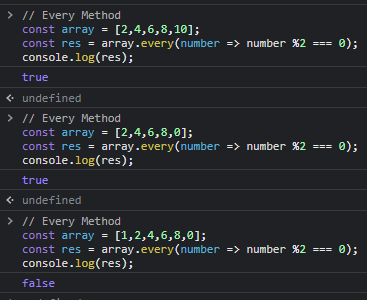 // Every Method
const array = [2,4,6,8,10];
const res = array.every(number => number %2 === 0);
console.log(res);
true
undefined
// Every Method
const array = [2,4,6,8,0];
const res = array.every(number => number %2 === 0);
console.log(res);
true
undefined
// Every Method
const array = [1,2,4,6,8,0];
const res = array.every(number => number %2 === 0);
console.log(res);
false